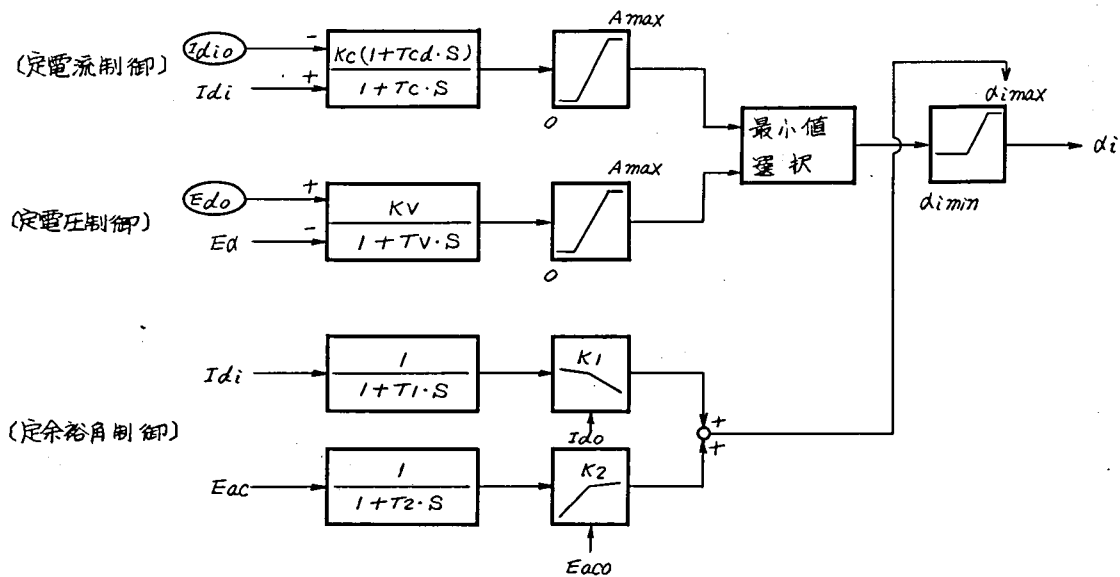 (定電流制御)
Idio
-
Idi
+
Kc(1+Tcd·S)
1+Tc·S
Amax
0
(定電圧制御)
Edo
+
Ed
-
Kv
1+Tv·S
Amax
0
最小値
選択
αimax
αimin
αi
(定余裕角制御)
Idi
1
1+T1·S
K1
Ido
+
+
Eac
1
1+T2·S
K2
Eaco